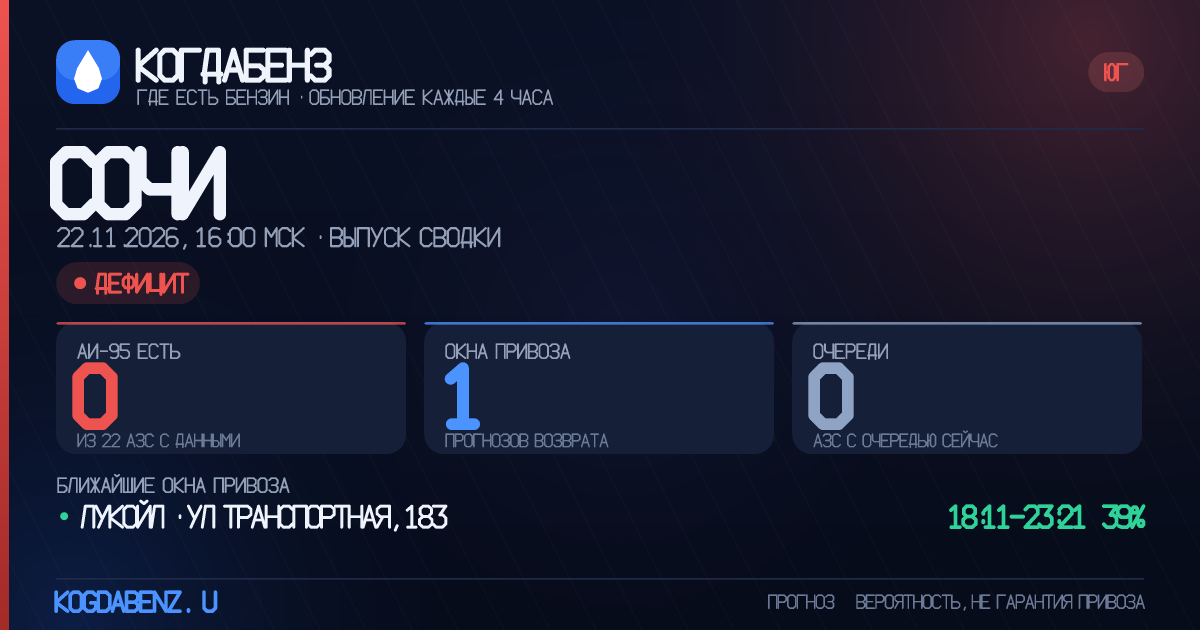 КОГДАБЕНЗ
ГДЕ ЕСТЬ БЕНЗИН · ОБНОВЛЕНИЕ КАЖДЫЕ 4 ЧАСА
ЮГ
СОЧИ
22.11 2026, 16:00 МСК · ВЫПУСК СВОДКИ
• ДЕФИЦИТ
АИ-95 ЕСТЬ
0
ИЗ 22 АЗС С ДАННЫМИ
ОКНА ПРИВОЗА
1
ПРОГНОЗОВ ВОЗВРАТА
ОЧЕРЕДИ
0
АЗС С ОЧЕРЕДЬЮ СЕЙЧАС
БЛИЖАЙШИЕ ОКНА ПРИВОЗА
• ЛУКОЙЛ · УЛ ТРАНСПОРТНАЯ, 183 18:11-23:21 39%
KOGDABENZ. U
ПРОГНОЗ ВЕРОЯТНОСТЬ, НЕ ГАРАНТИЯ ПРИВОЗА